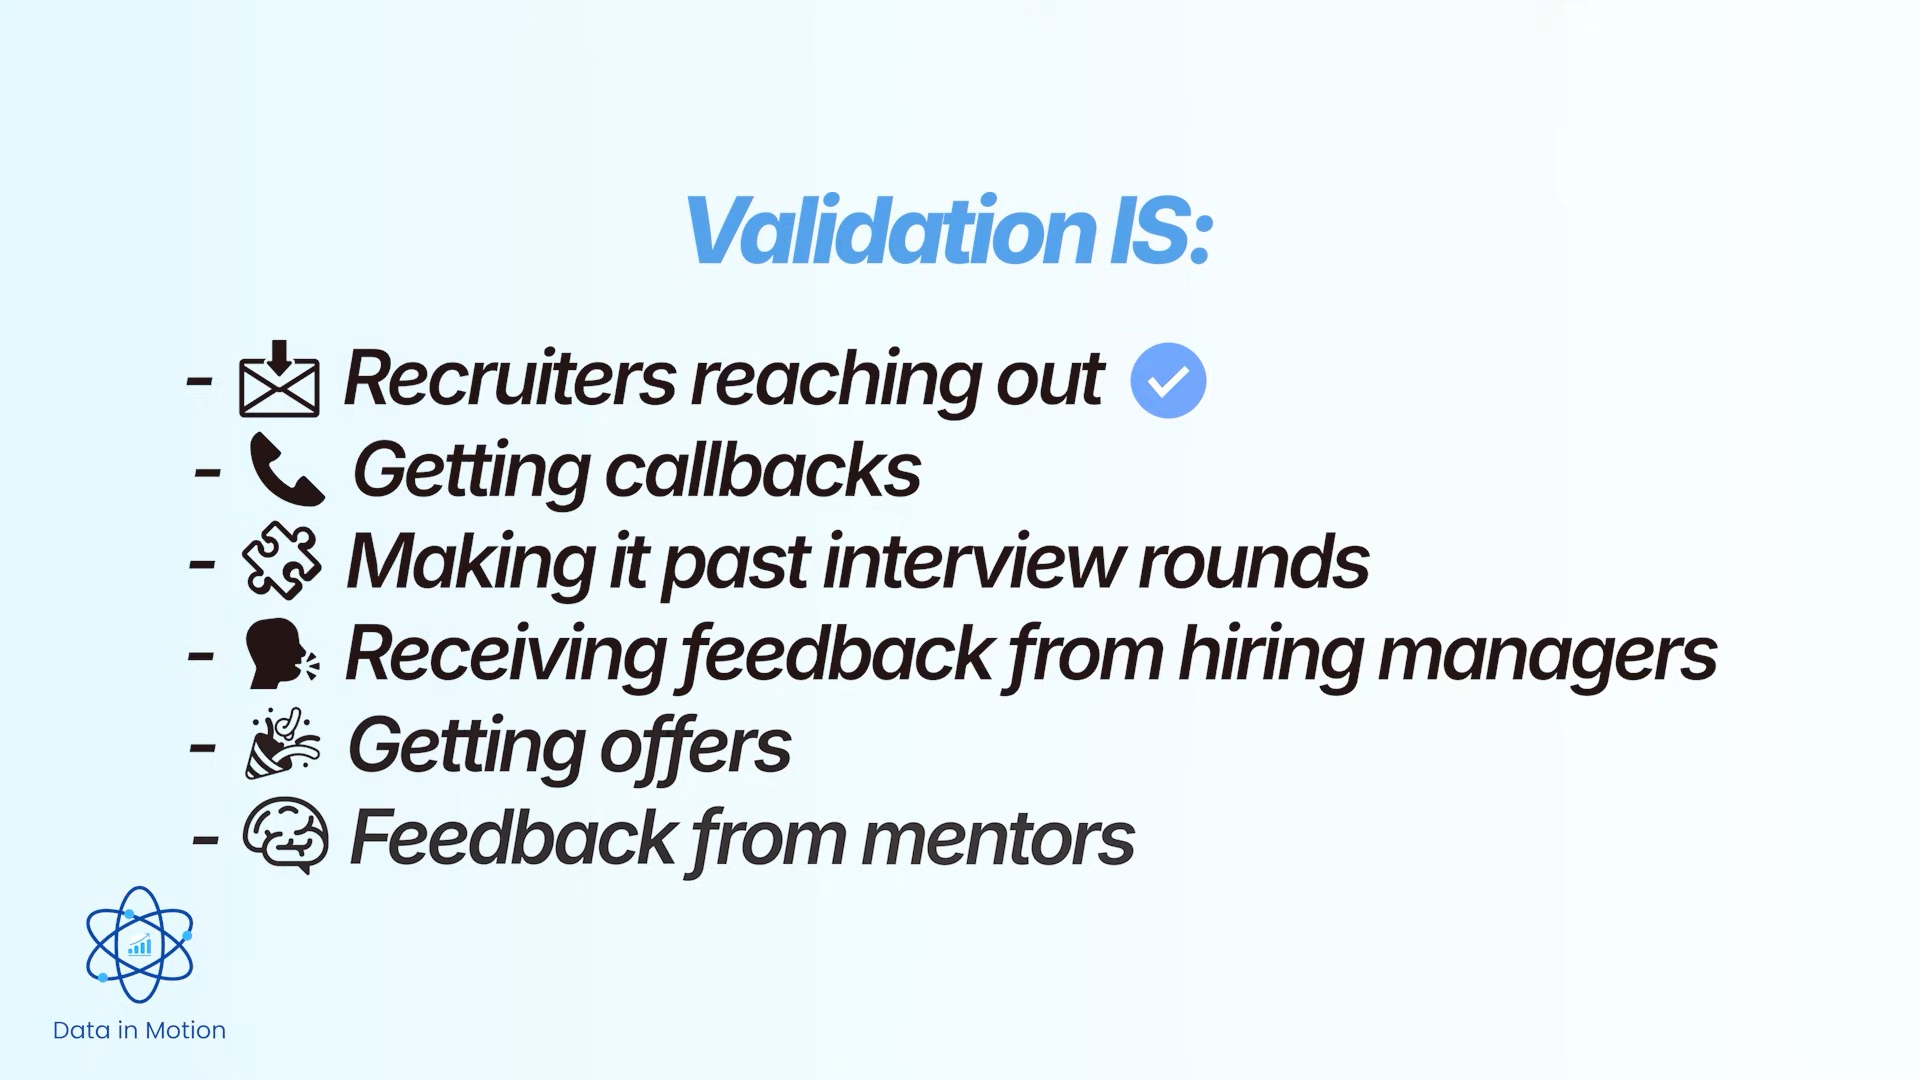 Validation IS:
- Recruiters reaching out
- Getting callbacks
- Making it past interview rounds
- Receiving feedback from hiring managers
- Getting offers
- Feedback from mentors
Data in Motion